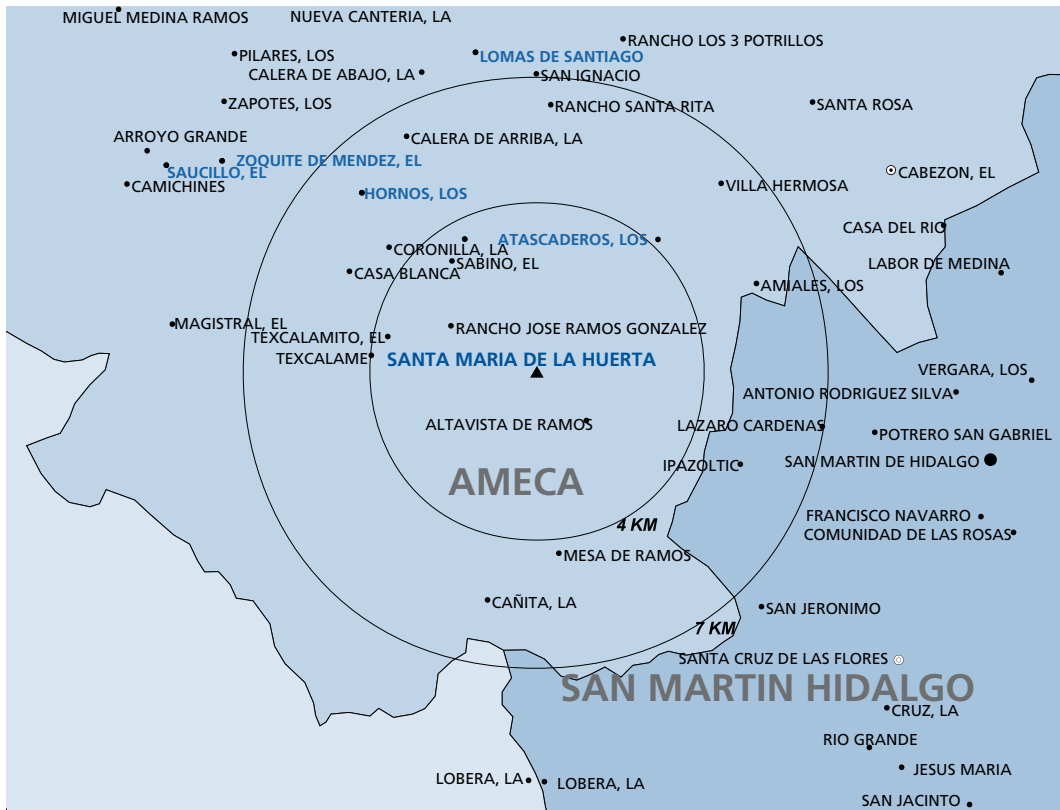 MIGUEL MEDINA RAMOS
NUEVA CANTERIA, LA
RANCHO LOS 3 POTRILLOS
PILARES, LOS
LOMAS DE SANTIAGO
CALERA DE ABAJO, LA
SAN IGNACIO
ZAPOTES, LOS
RANCHO SANTA RITA
SANTA ROSA
ARROYO GRANDE
CALERA DE ARRIBA, LA
ZOQUITE DE MENDEZ, EL
SAUCILLO, EL
CABEZON, EL
CAMICHINES
HORNOS, LOS
VILLA HERMOSA
CASA DEL RIO
ATASCADEROS, LOS
CORONILLA, LA
SABINO, EL
LABOR DE MEDINA
CASA BLANCA
AMIALES, LOS
MAGISTRAL, EL
RANCHO JOSE RAMOS GONZALEZ
TEXCALAMITO, EL
TEXCALAME
SANTA MARIA DE LA HUERTA
VERGARA, LOS
ANTONIO RODRIGUEZ SILVA
ALTAVISTA DE RAMOS
LAZARO CARDENAS
POTRERO SAN GABRIEL
IPAZOLTIC
SAN MARTIN DE HIDALGO
AMECA
FRANCISCO NAVARRO
4 KM
COMUNIDAD DE LAS ROSAS
MESA DE RAMOS
CAÑITA, LA
SAN JERONIMO
7 KM
SANTA CRUZ DE LAS FLORES
SAN MARTIN HIDALGO
CRUZ, LA
RIO GRANDE
JESUS MARIA
LOBERA, LA
LOBERA, LA
SAN JACINTO